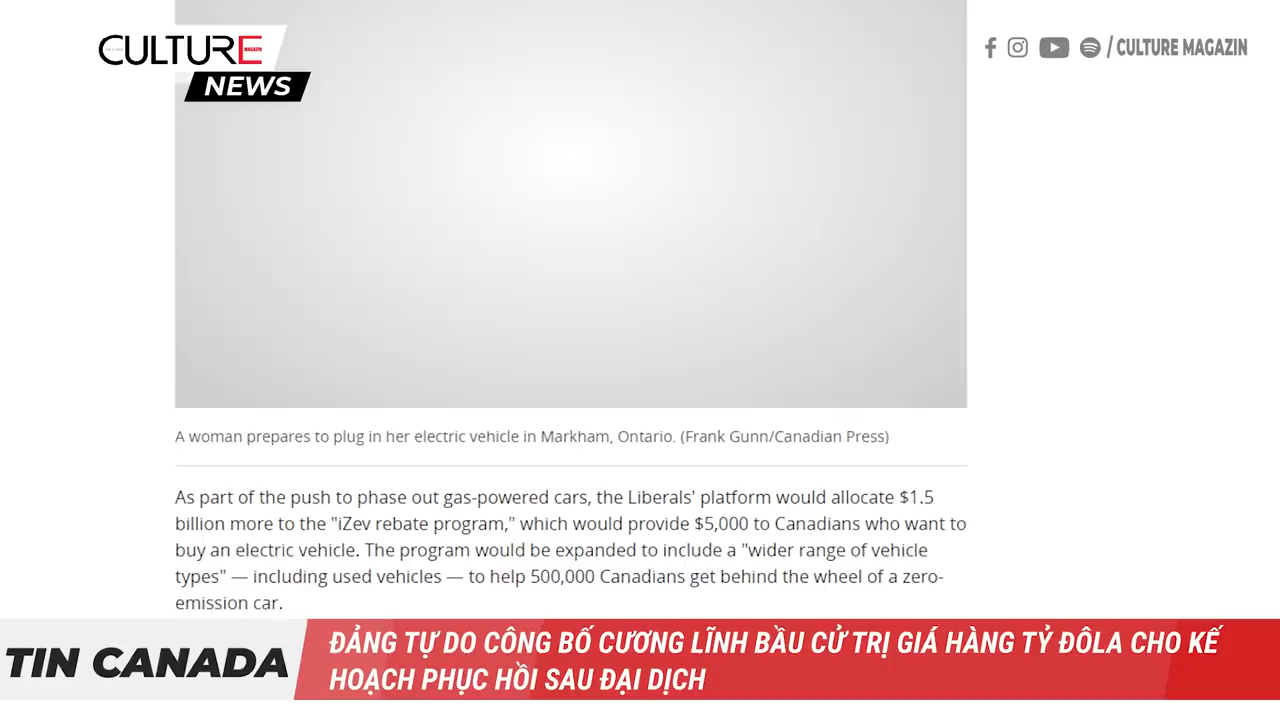 CULTURE
MAGAZIN
NEWS
/ CULTURE MAGAZIN
A woman prepares to plug in her electric vehicle in Markham, Ontario. (Frank Gunn/Canadian Press)
As part of the push to phase out gas-powered cars, the Liberals' platform would allocate $1.5
billion more to the "iZev rebate program," which would provide $5,000 to Canadians who want to
buy an electric vehicle. The program would be expanded to include a "wider range of vehicle
types" — including used vehicles — to help 500,000 Canadians get behind the wheel of a zero-
emission car.
TIN CANADA
ĐẢNG TỰ DO CÔNG BỐ CƯƠNG LĨNH BẦU CỬ TRỊ GIÁ HÀNG TỶ ĐÔLA CHO KẾ
HOẠCH PHỤC HỒI SAU ĐẠI DỊCH